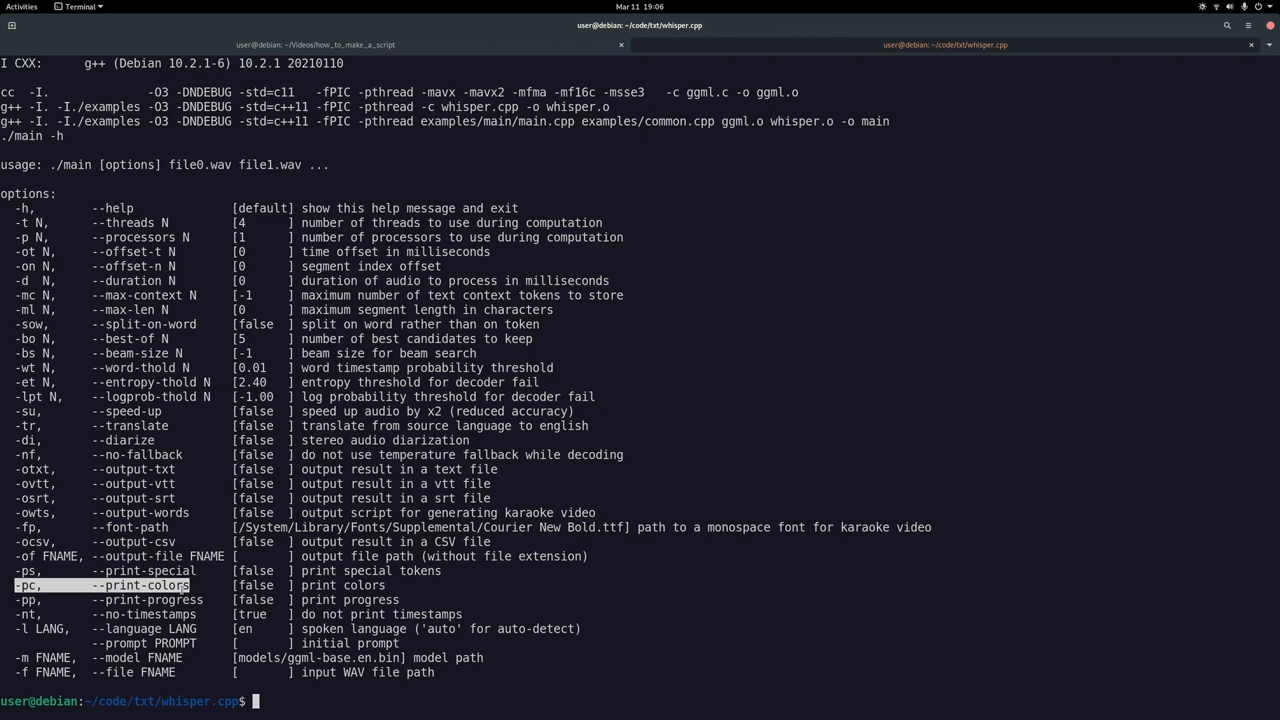 Activities Terminal Mar 11 19:06
user@debian: ~/code/txt/whisper.cpp
user@debian: ~/Videos/how_to_make_a_script user@debian: ~/code/txt/whisper.cpp
I CXX:      g++ (Debian 10.2.1-6) 10.2.1 20210110
cc  -I.              -O3 -DNDEBUG -std=c11   -fPIC -pthread -mavx -mavx2 -mfma -mf16c -msse3   -c ggml.c -o ggml.o
g++ -I. -I./examples -O3 -DNDEBUG -std=c++11 -fPIC -pthread -c whisper.cpp -o whisper.o
g++ -I. -I./examples -O3 -DNDEBUG -std=c++11 -fPIC -pthread examples/main/main.cpp examples/common.cpp ggml.o whisper.o -o main
./main -h
usage: ./main [options] file0.wav file1.wav ...
options:
  -h,        --help              [default] show this help message and exit
  -t N,      --threads N         [4      ] number of threads to use during computation
  -p N,      --processors N      [1      ] number of processors to use during computation
  -ot N,     --offset-t N        [0      ] time offset in milliseconds
  -on N,     --offset-n N        [0      ] segment index offset
  -d  N,     --duration N        [0      ] duration of audio to process in milliseconds
  -mc N,     --max-context N     [-1     ] maximum number of text context tokens to store
  -ml N,     --max-len N         [0      ] maximum segment length in characters
  -sow,      --split-on-word     [false  ] split on word rather than on token
  -bo N,     --best-of N         [5      ] number of best candidates to keep
  -bs N,     --beam-size N       [-1     ] beam size for beam search
  -wt N,     --word-thold N      [0.01   ] word timestamp probability threshold
  -et N,     --entropy-thold N   [2.40   ] entropy threshold for decoder fail
  -lpt N,    --logprob-thold N   [-1.00  ] log probability threshold for decoder fail
  -su,       --speed-up          [false  ] speed up audio by x2 (reduced accuracy)
  -tr,       --translate         [false  ] translate from source language to english
  -di,       --diarize           [false  ] stereo audio diarization
  -nf,       --no-fallback       [false  ] do not use temperature fallback while decoding
  -otxt,     --output-txt        [false  ] output result in a text file
  -ovtt,     --output-vtt        [false  ] output result in a vtt file
  -osrt,     --output-srt        [false  ] output result in a srt file
  -owts,     --output-words      [false  ] output script for generating karaoke video
  -fp,       --font-path         [/System/Library/Fonts/Supplemental/Courier New Bold.ttf] path to a monospace font for karaoke video
  -ocsv,     --output-csv        [false  ] output result in a CSV file
  -of FNAME, --output-file FNAME [       ] output file path (without file extension)
  -ps,       --print-special     [false  ] print special tokens
  -pc,       --print-colors      [false  ] print colors
  -pp,       --print-progress    [false  ] print progress
  -nt,       --no-timestamps     [true   ] do not print timestamps
  -l LANG,   --language LANG     [en     ] spoken language ('auto' for auto-detect)
             --prompt PROMPT     [       ] initial prompt
  -m FNAME,  --model FNAME       [models/ggml-base.en.bin] model path
  -f FNAME,  --file FNAME        [       ] input WAV file path
user@debian:~/code/txt/whisper.cpp$